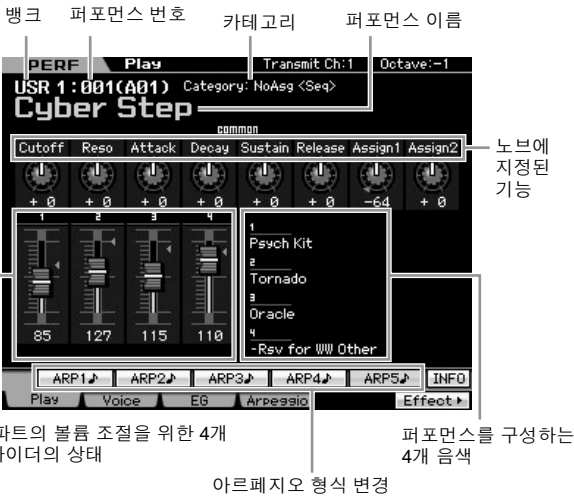 뱅크 퍼포먼스 번호 카테고리 퍼포먼스 이름
PERF Play Transmit Ch:1 Octave:-1
USR 1:001(A01) Category: NoAsg <Seq>
Cyber Step
common
Cutoff Reso Attack Decay Sustain Release Assign1 Assign2
+ 0 + 0 + 0 + 0 + 0 + 0 -64 + 0
노브에
지정된
기능
1 2 3 4
85 127 115 110
1
Psych Kit
2
Tornado
3
Oracle
4
-Rsv for WW Other
ARP1♪ ARP2♪ ARP3♪ ARP4♪ ARP5♪ INFO
Play Voice EG Arpeggio Effect▶
파트의 볼륨 조절을 위한 4개
라이더의 상태
퍼포먼스를 구성하는
4개 음색
아르페지오 형식 변경